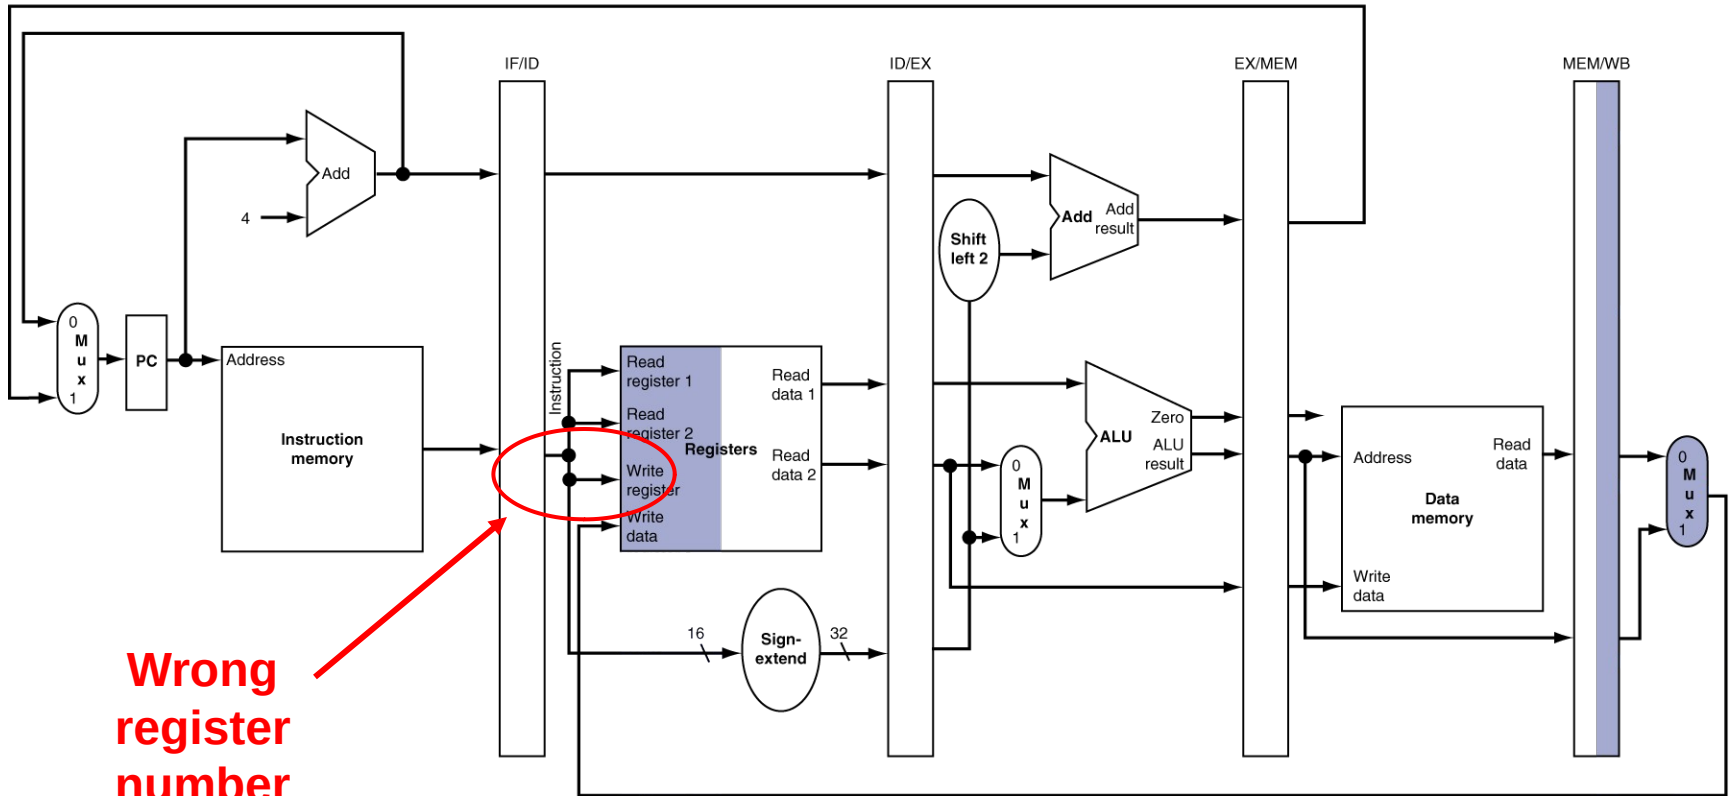 IF/ID
ID/EX
EX/MEM
MEM/WB
Add
4
Add
Add
result
Shift
left 2
0
M
u
x
1
PC
Address
Instruction
memory
Instruction
Read
register 1
Read
register 2
Registers
Write
register
Write
data
Read
data 1
Read
data 2
Zero
ALU
ALU
result
0
M
u
x
1
Address
Read
data
Data
memory
Write
data
0
M
u
x
1
16
Sign-
extend
32
Wrong
register
number